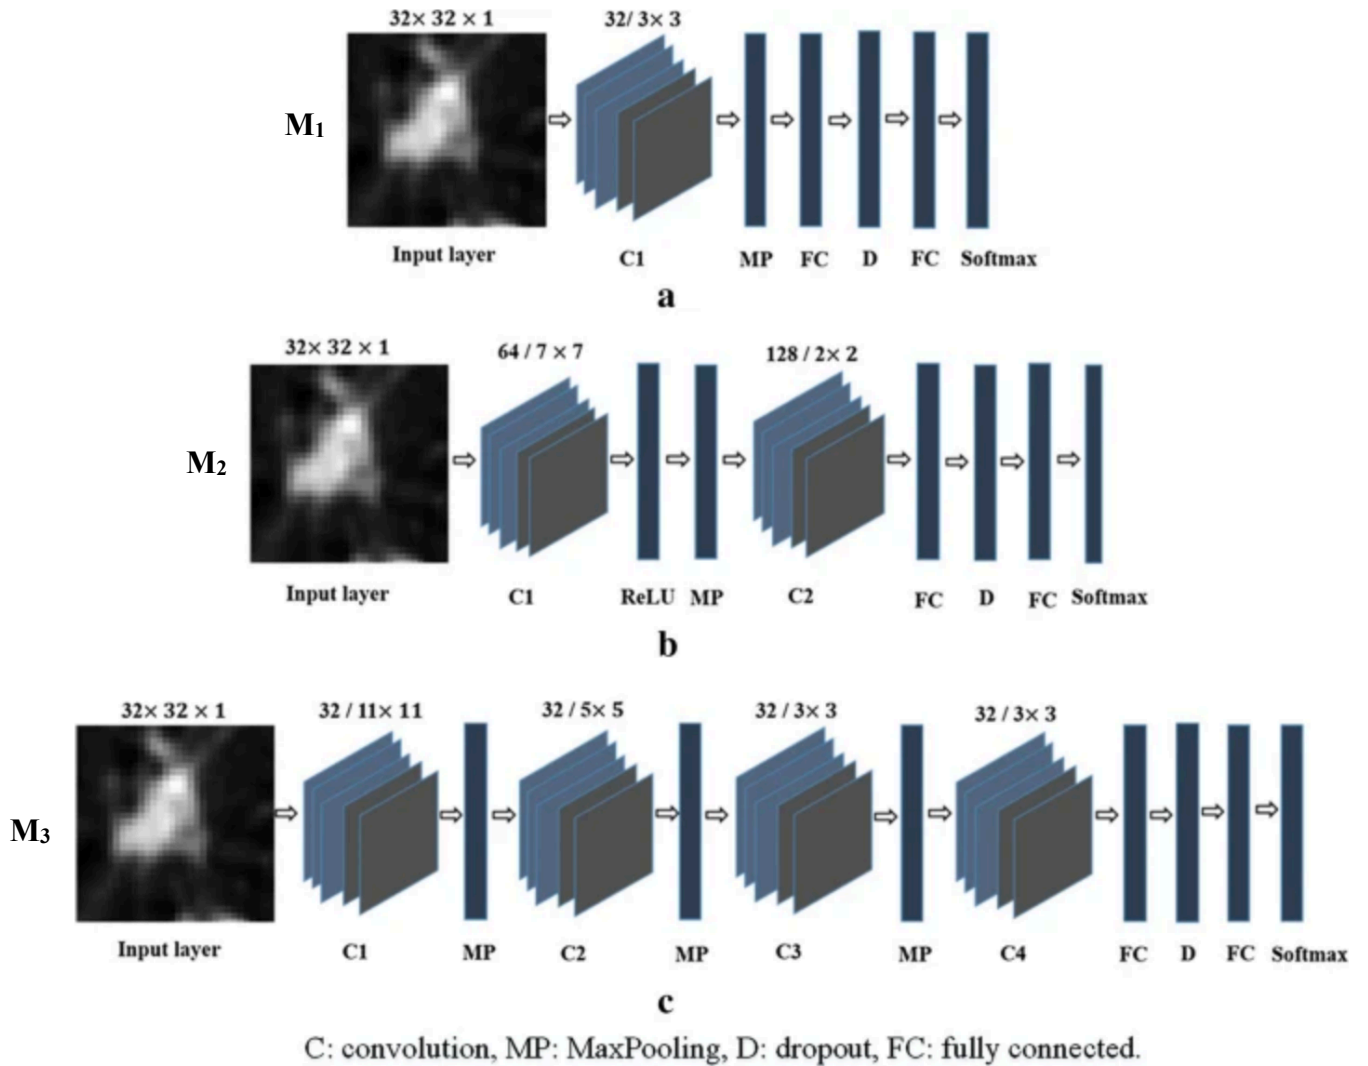 32× 32 × 1 32/ 3× 3
M₁
Input layer C1 MP FC D FC Softmax
a
32× 32 × 1 64 / 7 × 7 128 / 2× 2
M₂
Input layer C1 ReLU MP C2 FC D FC Softmax
b
32× 32 × 1 32 / 11× 11 32 / 5× 5 32 / 3× 3 32 / 3× 3
M₃
Input layer C1 MP C2 MP C3 MP C4 FC D FC Softmax
c
C: convolution, MP: MaxPooling, D: dropout, FC: fully connected.